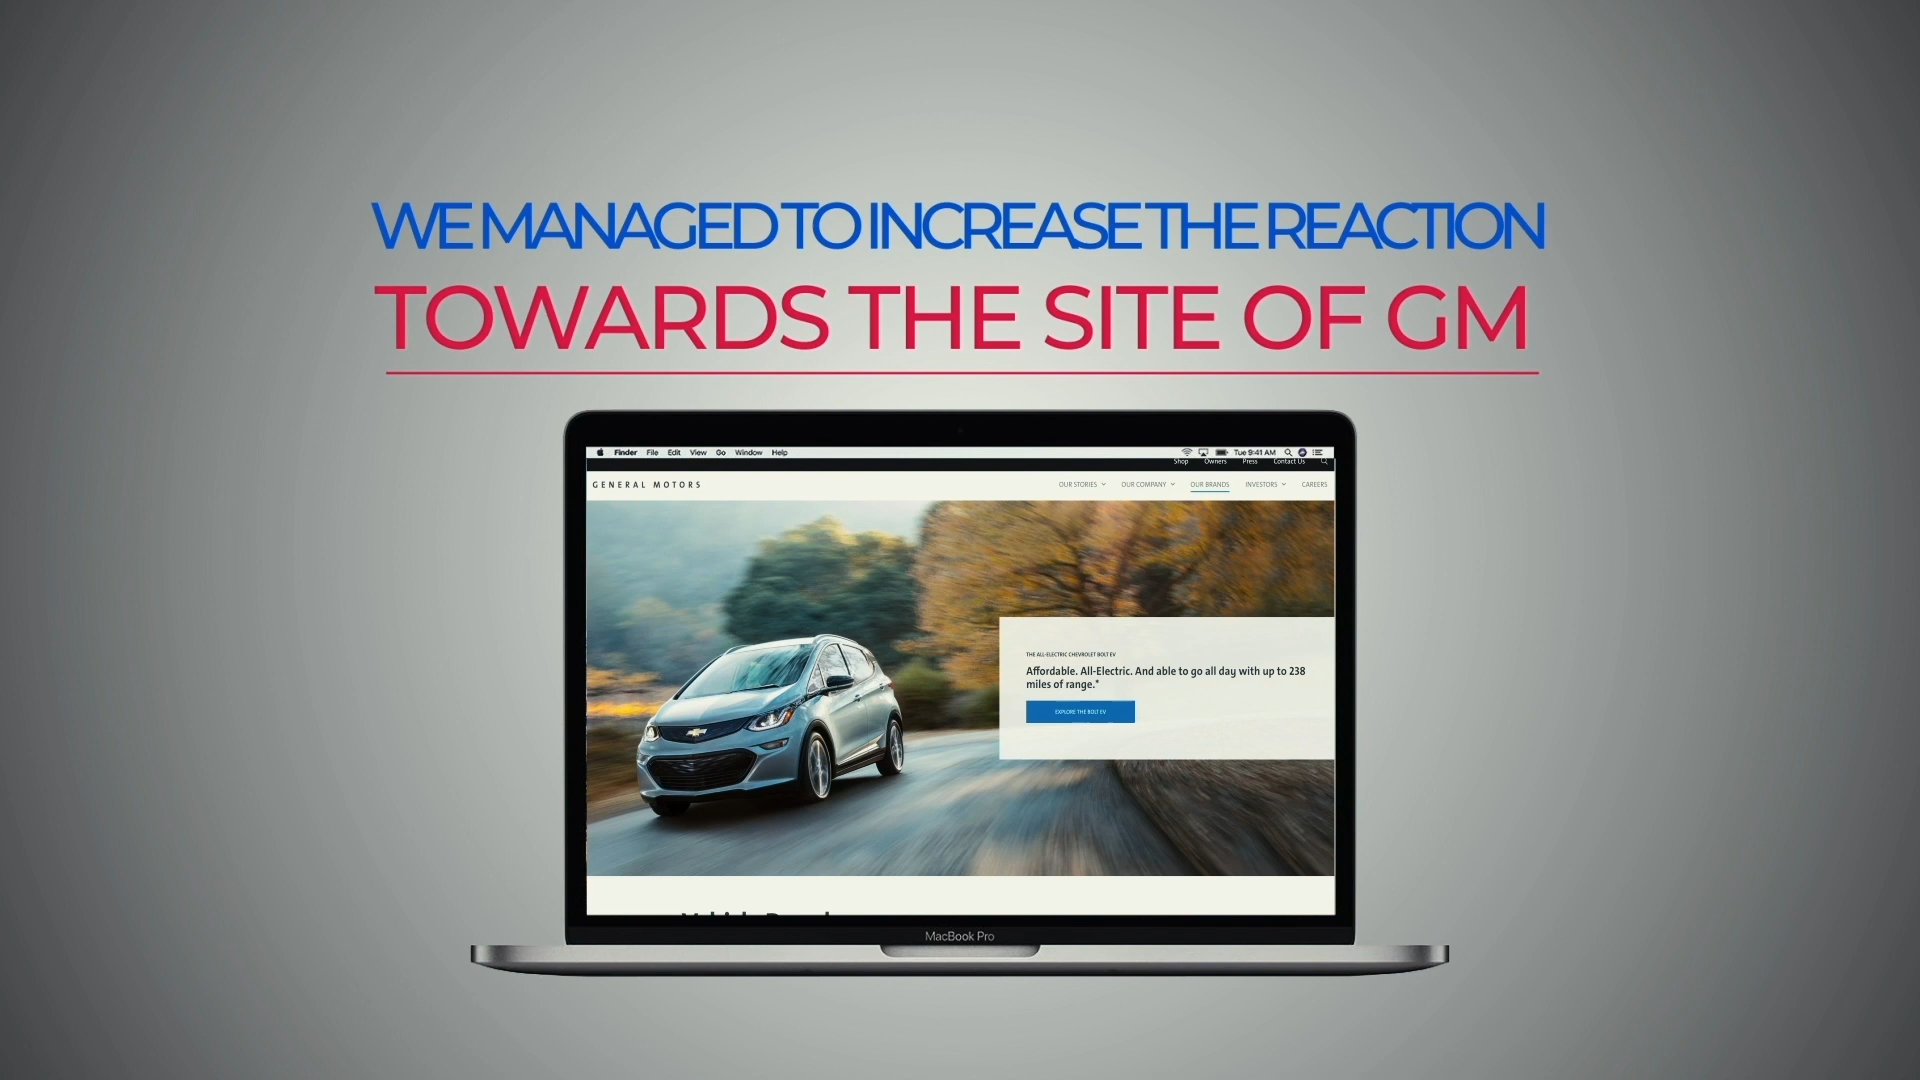 WE MANAGED TO INCREASE THE REACTION
TOWARDS THE SITE OF GM
Finder File Edit View Go Window Help Tue 9:41 AM
Shop Owners Press Contact Us
GENERAL MOTORS OUR STORIES OUR COMPANY OUR BRANDS INVESTORS CAREERS
THE ALL-ELECTRIC CHEVROLET BOLT EV
Affordable. All-Electric. And able to go all day with up to 238
miles of range.*
EXPLORE THE BOLT EV
MacBook Pro